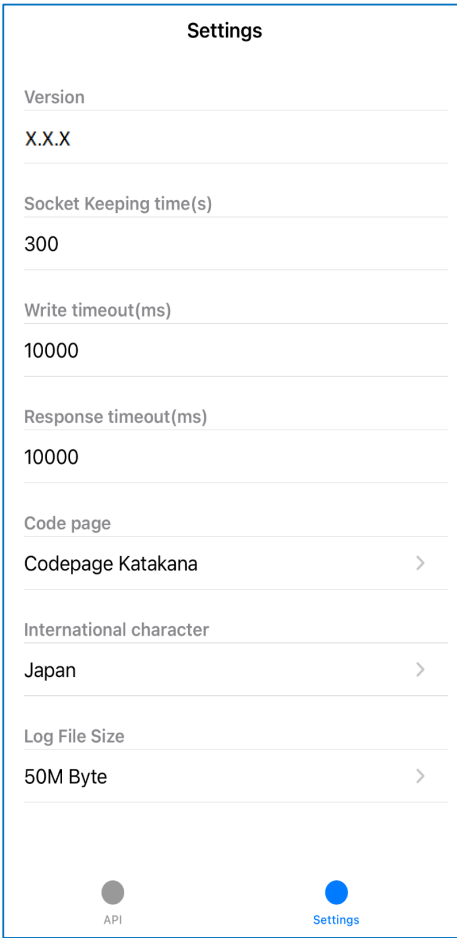 Settings
Version
X.X.X
Socket Keeping time(s)
300
Write timeout(ms)
10000
Response timeout(ms)
10000
Code page
Codepage Katakana
International character
Japan
Log File Size
50M Byte
API
Settings